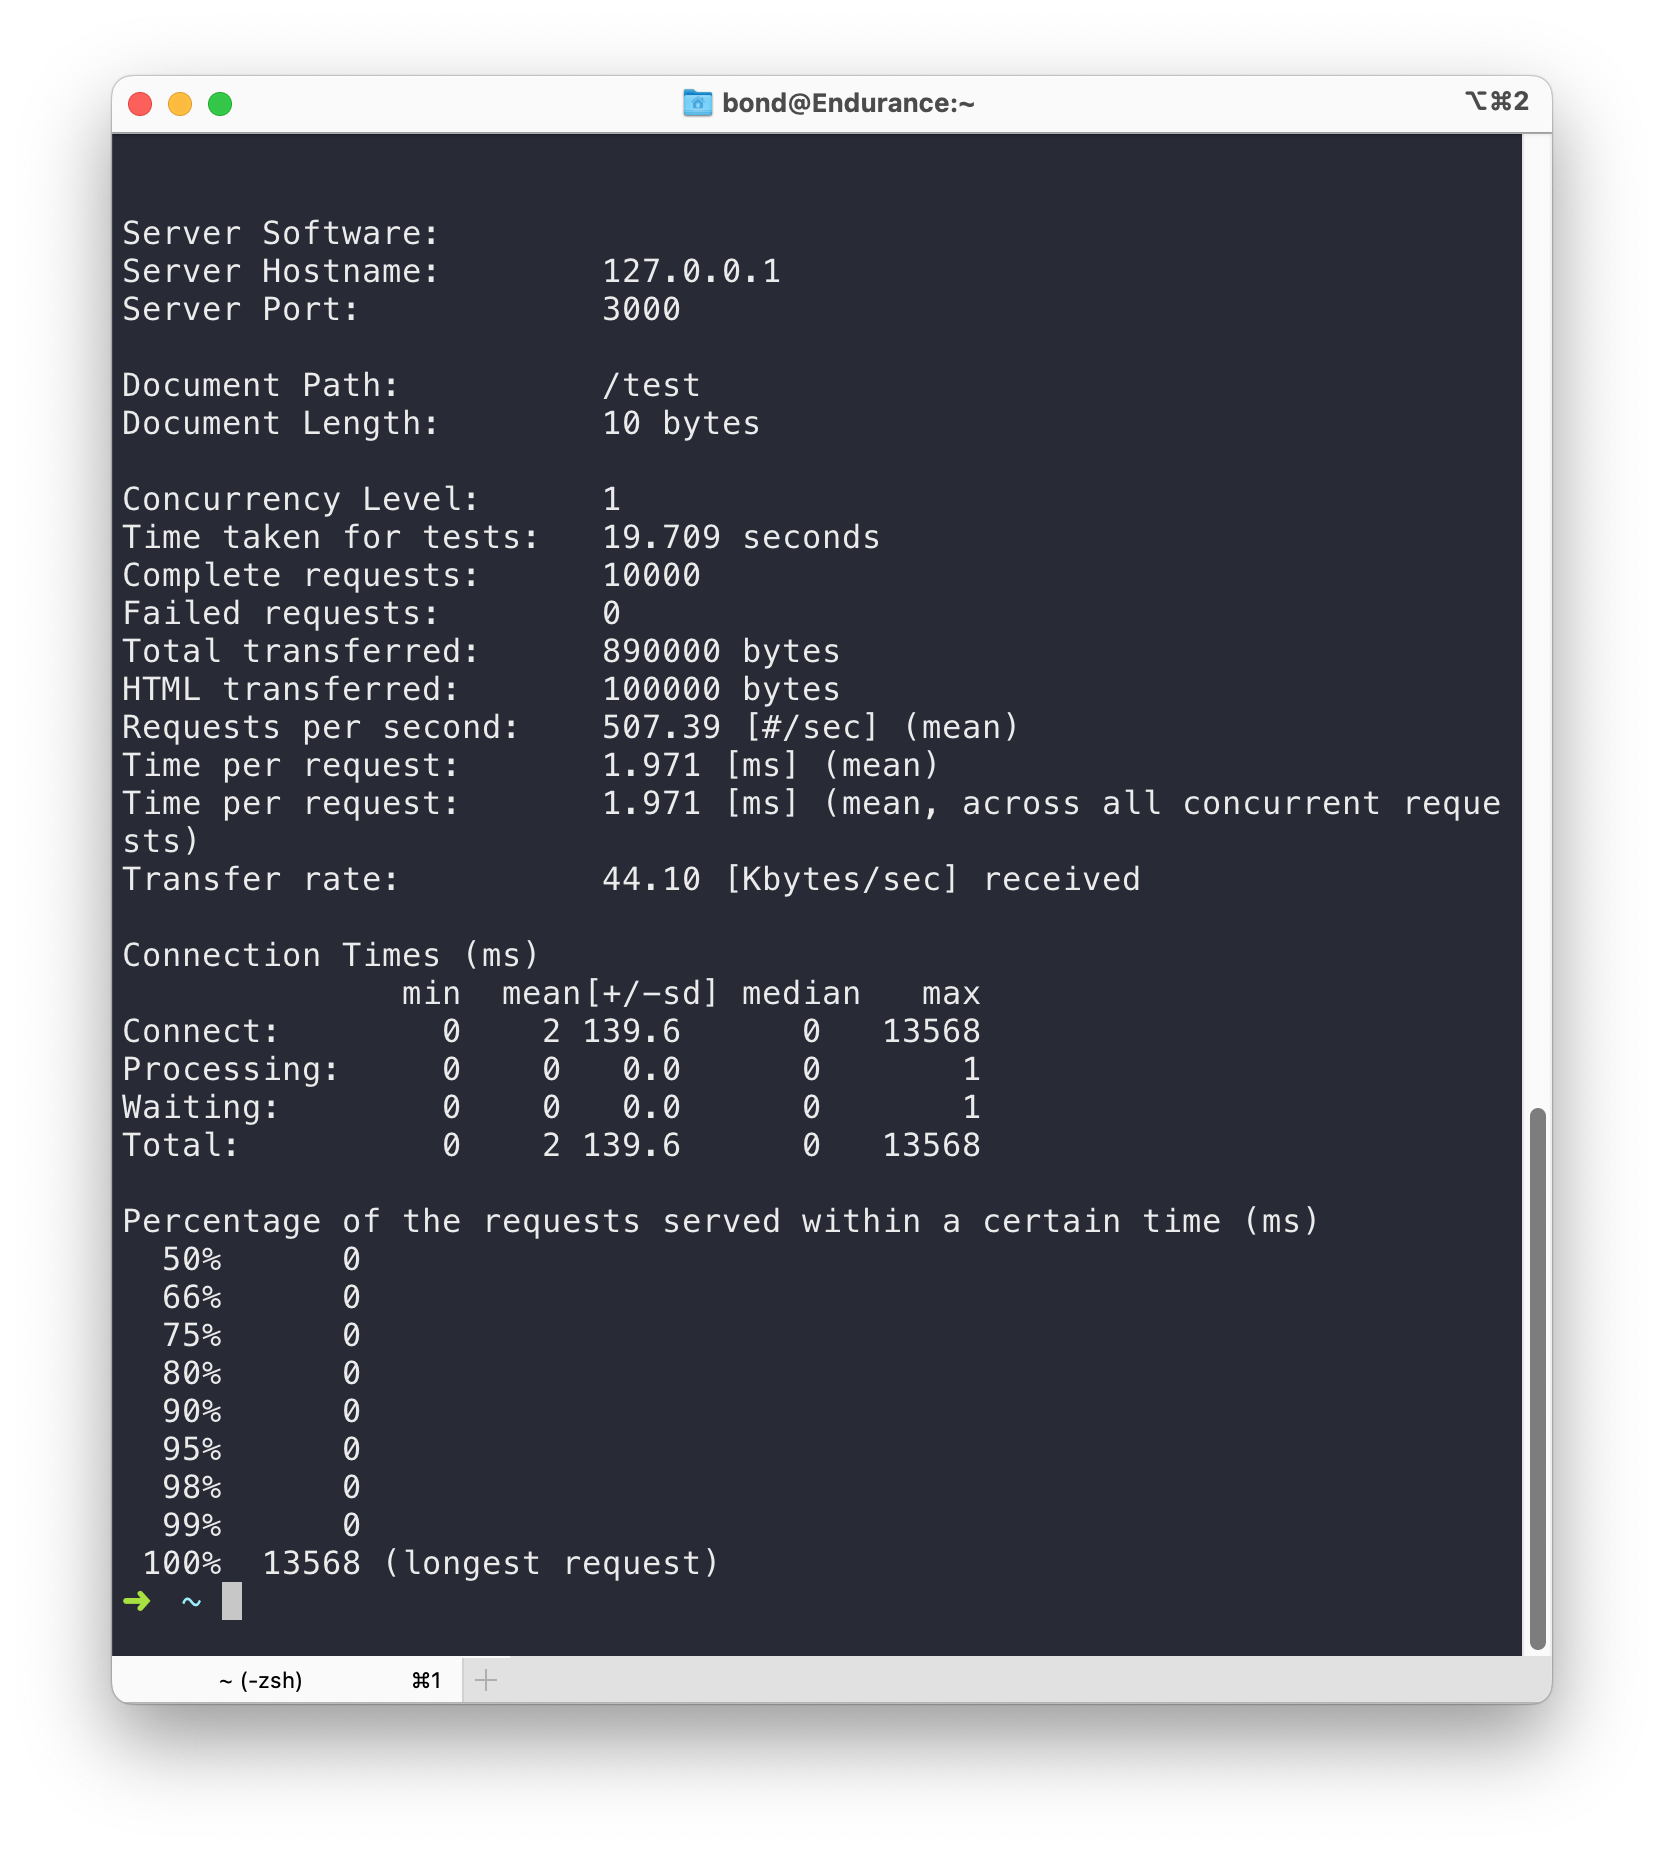 bond@Endurance:~
⌥⌘2
Server Software:
Server Hostname:        127.0.0.1
Server Port:            3000
Document Path:          /test
Document Length:        10 bytes
Concurrency Level:      1
Time taken for tests:   19.709 seconds
Complete requests:      10000
Failed requests:        0
Total transferred:      890000 bytes
HTML transferred:       100000 bytes
Requests per second:    507.39 [#/sec] (mean)
Time per request:       1.971 [ms] (mean)
Time per request:       1.971 [ms] (mean, across all concurrent reque
sts)
Transfer rate:          44.10 [Kbytes/sec] received
Connection Times (ms)
              min  mean[+/-sd] median   max
Connect:        0    2 139.6      0   13568
Processing:     0    0   0.0      0       1
Waiting:        0    0   0.0      0       1
Total:          0    2 139.6      0   13568
Percentage of the requests served within a certain time (ms)
  50%      0
  66%      0
  75%      0
  80%      0
  90%      0
  95%      0
  98%      0
  99%      0
 100%  13568 (longest request)
➜  ~
~ (-zsh) ⌘1